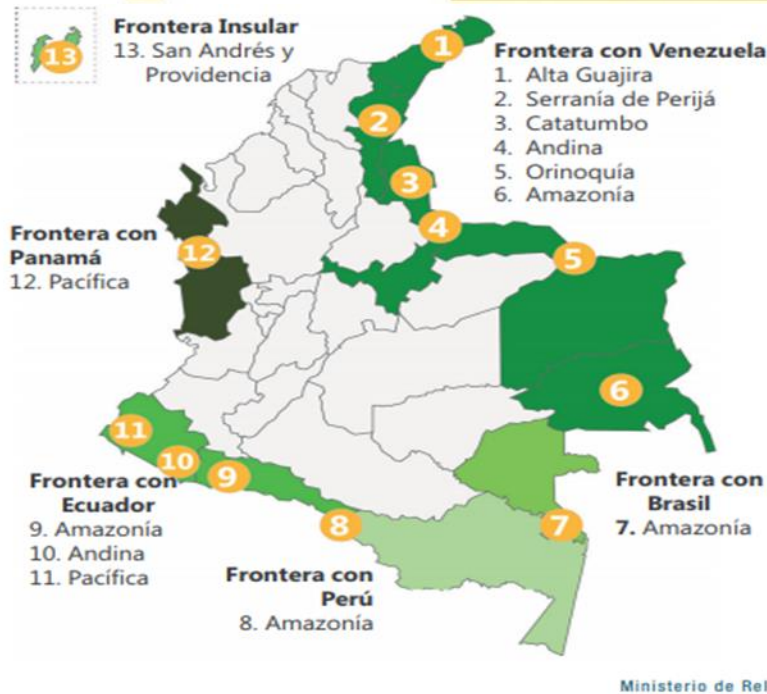 Frontera Insular
13. San Andrés y
Providencia
13
Frontera con Venezuela
1. Alta Guajira
2. Serranía de Perijá
3. Catatumbo
4. Andina
5. Orinoquía
6. Amazonía
1
2
3
4
5
6
Frontera con
Panamá
12. Pacífica
12
11
10
9
8
7
Frontera con
Ecuador
9. Amazonía
10. Andina
11. Pacífica
Frontera con
Perú
8. Amazonía
Frontera con
Brasil
7. Amazonía
Ministerio de Rel